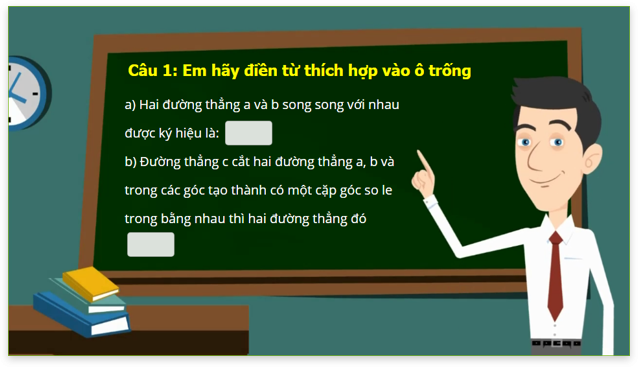 Câu 1: Em hãy điền từ thích hợp vào ô trống
a) Hai đường thẳng a và b song song với nhau
được ký hiệu là:
b) Đường thẳng c cắt hai đường thẳng a, b và
trong các góc tạo thành có một cặp góc so le
trong bằng nhau thì hai đường thẳng đó